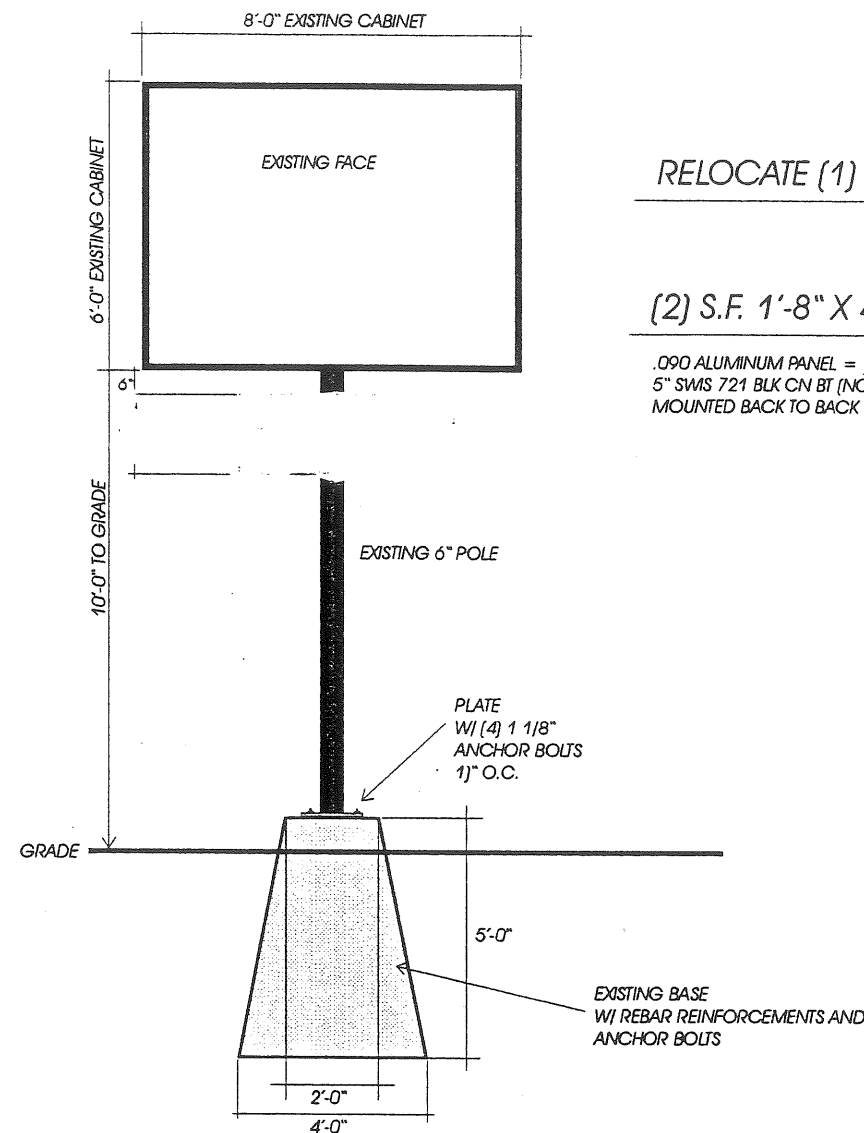 8'-0" EXISTING CABINET
6'-0" EXISTING CABINET
EXISTING FACE
RELOCATE (1)
(2) S.F. 1'-8" X
.090 ALUMINUM PANEL =
5" SWIS 721 BLK CN BT (NO
MOUNTED BACK TO BACK
6"
10'-0" TO GRADE
EXISTING 6" POLE
PLATE
W/ (4) 1 1/8"
ANCHOR BOLTS
1)" O.C.
GRADE
5'-0"
EXISTING BASE
W/ REBAR REINFORCEMENTS AND
ANCHOR BOLTS
2'-0"
4'-0"